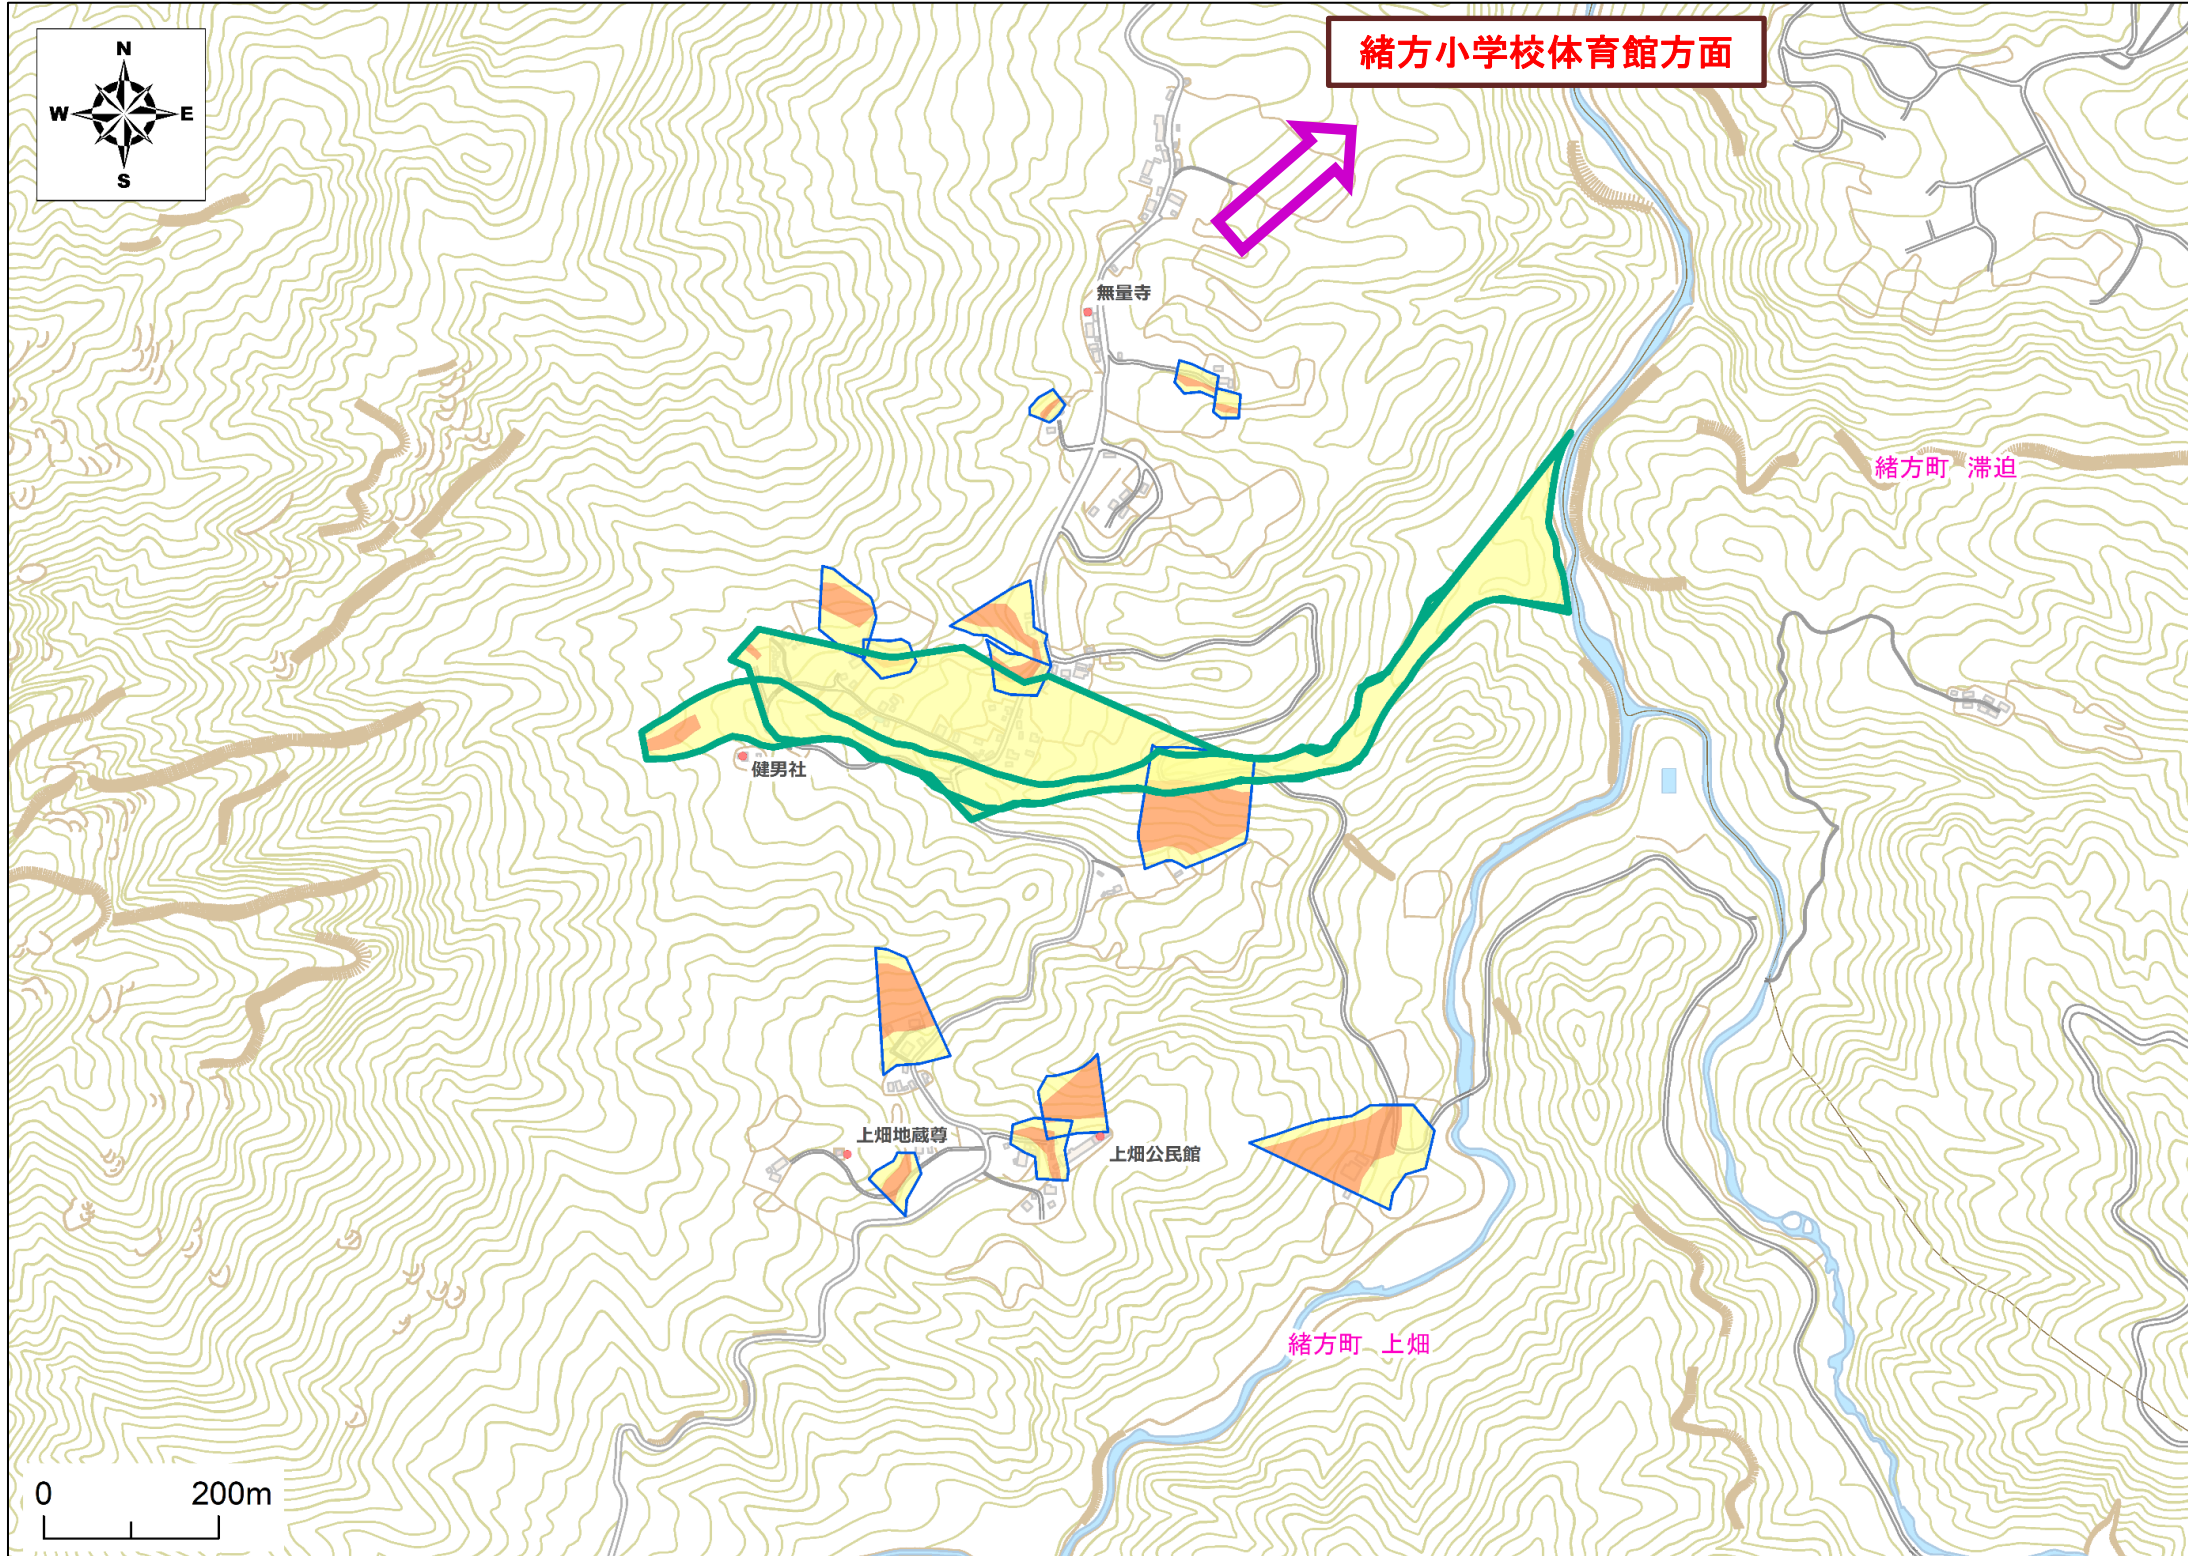 緒方小学校体育館方面
N
W
E
S
無量寺
緒方町 滞迫
健男社
上畑地蔵尊
上畑公民館
緒方町 上畑
0
200m